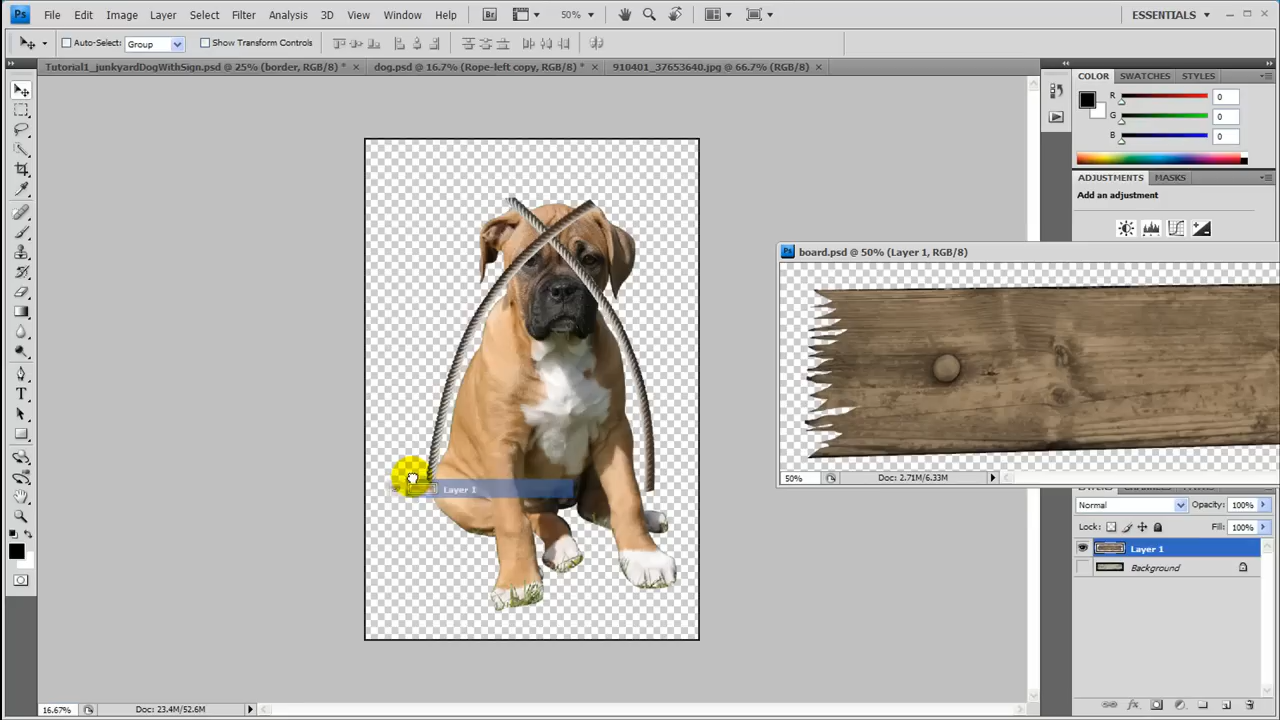 Ps File Edit Image Layer Select Filter Analysis 3D View Window Help Br 50% ESSENTIALS
Auto-Select: Group Show Transform Controls
Tutorial1_junkyardDogWithSign.psd @ 25% (border, RGB/8) * × dog.psd @ 16.7% (Rope-left copy, RGB/8) * × 910401_37653640.jpg @ 66.7% (RGB/8) ×
COLOR SWATCHES STYLES
R 0
G 0
B 0
ADJUSTMENTS MASKS
Add an adjustment
Ps board.psd @ 50% (Layer 1, RGB/8)
T
50% Doc: 2.71M/6.33M
Layer 1
Normal Opacity: 100%
Lock: Fill: 100%
Layer 1
Background
16.67% Doc: 23.4M/52.6M
fx